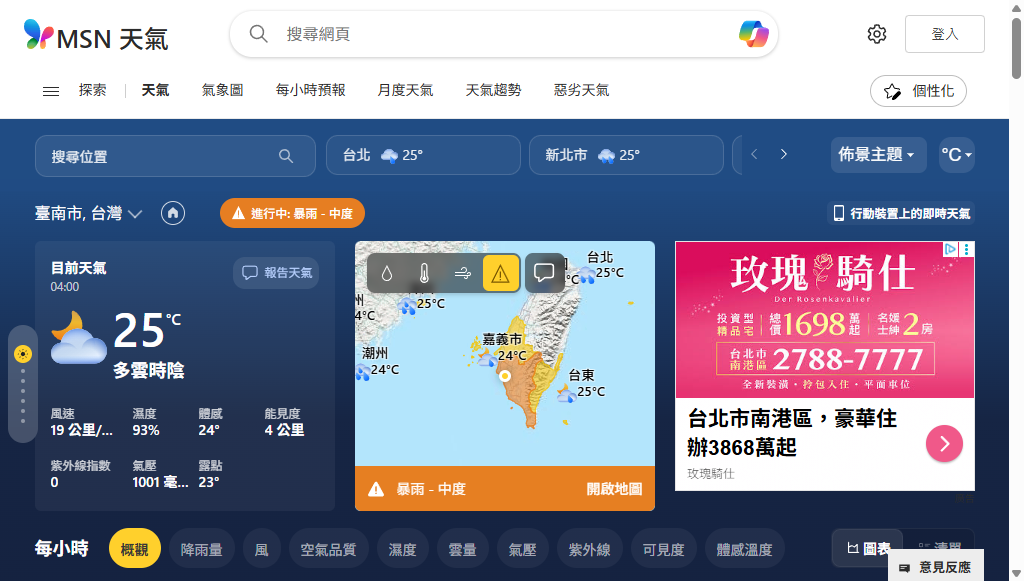 MSN 天氣
搜尋網頁
登入
探索
天氣
氣象圖
每小時預報
月度天氣
天氣趨勢
惡劣天氣
個性化
搜尋位置
台北 25°
新北市 25°
佈景主題
°C
臺南市, 台灣
進行中: 暴雨 - 中度
行動裝置上的即時天氣
目前天氣
04:00
報告天氣
25°C
多雲時陰
風速
19 公里/...
濕度
93%
體感
24°
能見度
4 公里
紫外線指數
0
氣壓
1001 毫...
露點
23°
台北
25°C
°C
州
4°C
25°C
嘉義市
24°C
潮州
24°C
台東
25°C
暴雨 - 中度
開啟地圖
玫瑰騎仕
Der Rosenkavalier
投資型精品宅 總價1698萬起 名媛士紳2房
台北市南港區 2788-7777
全新裝潢・拎包入住・平面車位
台北市南港區，豪華住
辦3868萬起
玫瑰騎仕
每小時
概觀
降雨量
風
空氣品質
濕度
雲量
氣壓
紫外線
可見度
體感溫度
圖表
清單
意見反應